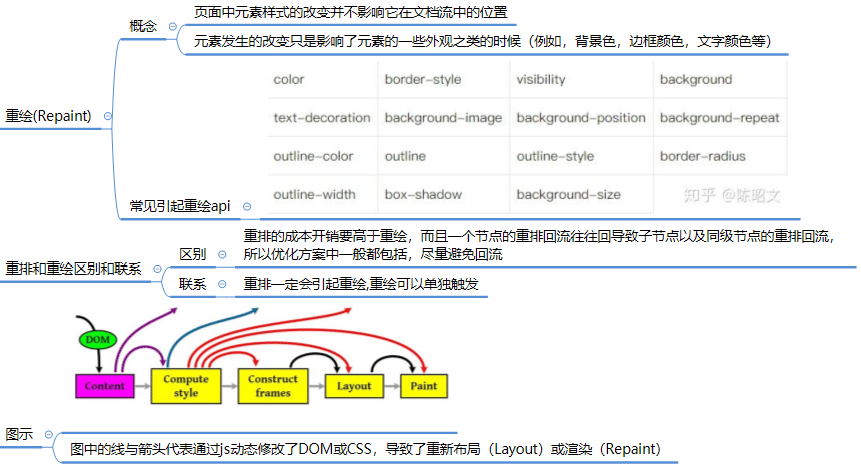 页面中元素样式的改变并不影响它在文档流中的位置
概念
元素发生的改变只是影响了元素的一些外观之类的时候（例如，背景色，边框颜色，文字颜色等）
color border-style visibility background
重绘(Repaint)
text-decoration background-image background-position background-repeat
outline-color outline outline-style border-radius
outline-width box-shadow background-size
知乎 @陈昭文
常见引起重绘api
重排的成本开销要高于重绘，而且一个节点的重排回流往往回导致子节点以及同级节点的重排回流，
区别
所以优化方案中一般都包括，尽量避免回流
重排和重绘区别和联系
联系
重排一定会引起重绘,重绘可以单独触发
DOM
Content
Compute style
Construct frames
Layout
Paint
图示
图中的线与箭头代表通过js动态修改了DOM或CSS，导致了重新布局（Layout）或渲染（Repaint）